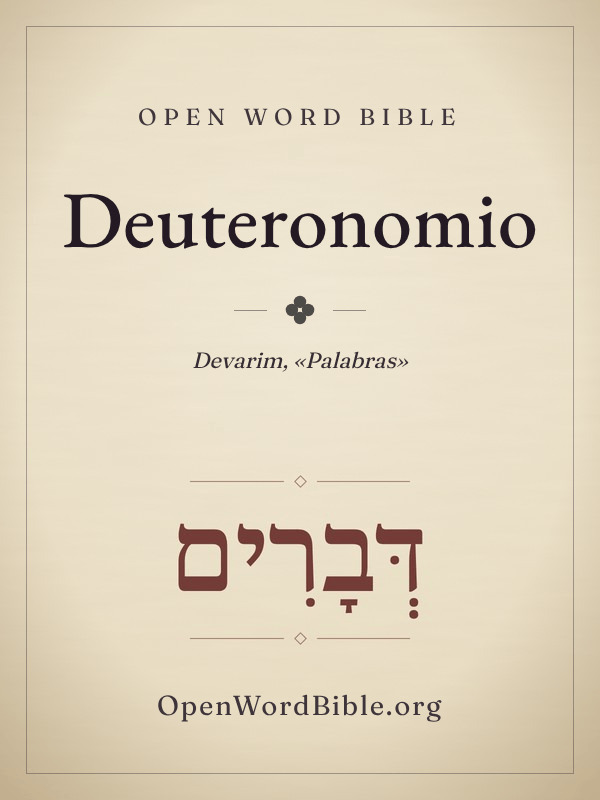 OPEN WORD BIBLE
Deuteronomio
Devarim, «Palabras»
דְּבָרִים
OpenWordBible.org